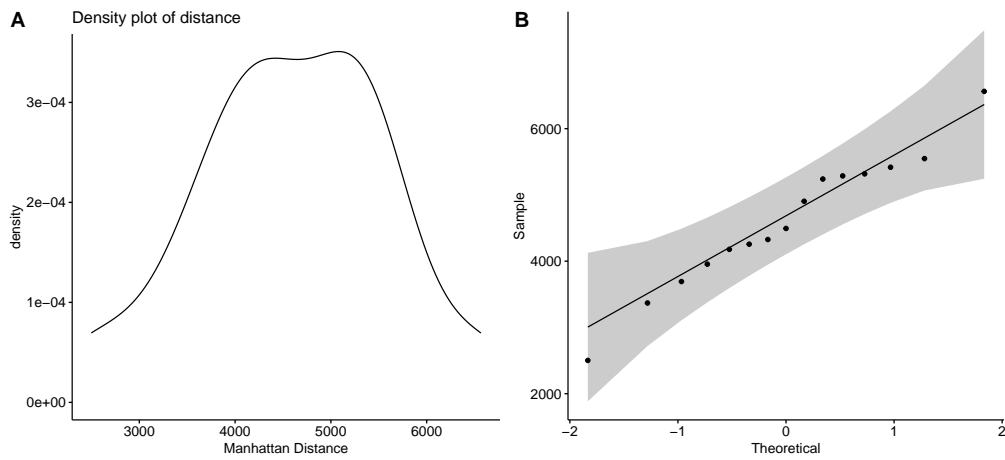 A
Density plot of distance
3e−04
2e−04
1e−04
0e+00
density
3000 4000 5000 6000
Manhattan Distance
B
6000
4000
2000
Sample
−2 −1 0 1 2
Theoretical